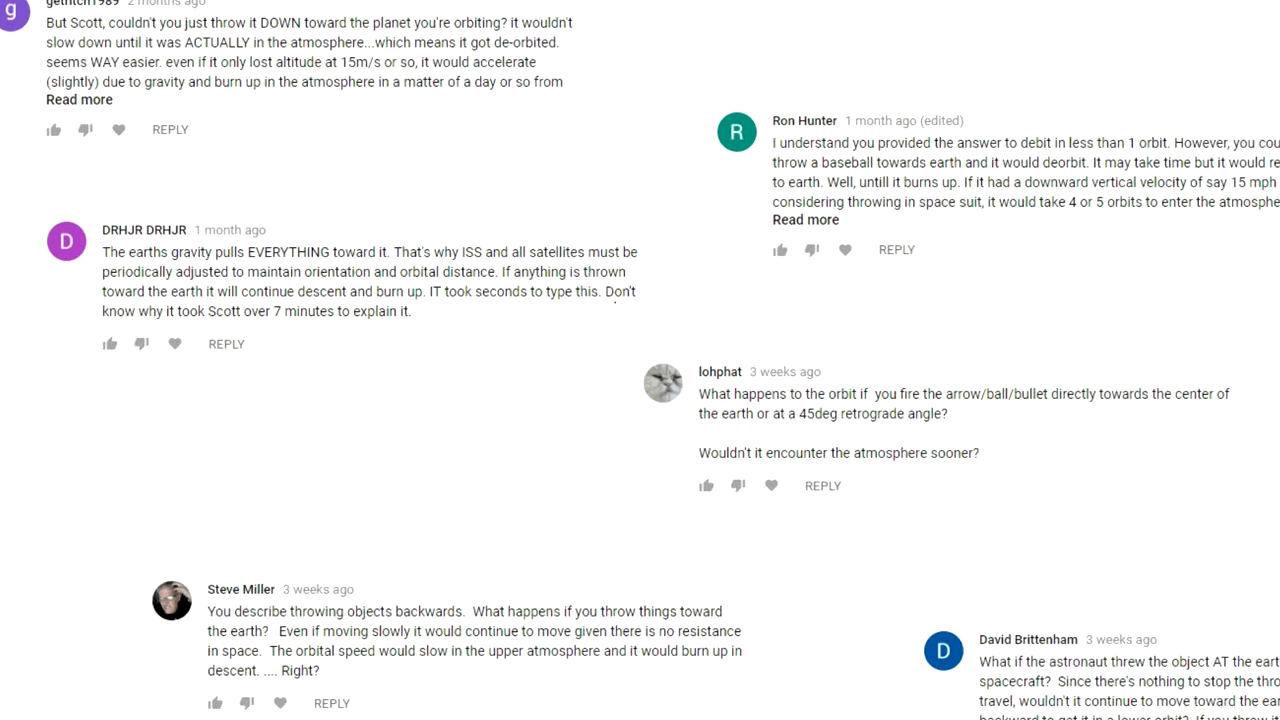 g
gethtch1989 2 months ago
But Scott, couldn't you just throw it DOWN toward the planet you're orbiting? it wouldn't
slow down until it was ACTUALLY in the atmosphere...which means it got de-orbited.
seems WAY easier. even if it only lost altitude at 15m/s or so, it would accelerate
(slightly) due to gravity and burn up in the atmosphere in a matter of a day or so from
Read more
REPLY
R
Ron Hunter 1 month ago (edited)
I understand you provided the answer to debit in less than 1 orbit. However, you cou
throw a baseball towards earth and it would deorbit. It may take time but it would re
to earth. Well, untill it burns up. If it had a downward vertical velocity of say 15 mph
considering throwing in space suit, it would take 4 or 5 orbits to enter the atmosphe
Read more
REPLY
D
DRHJR DRHJR 1 month ago
The earths gravity pulls EVERYTHING toward it. That's why ISS and all satellites must be
periodically adjusted to maintain orientation and orbital distance. If anything is thrown
toward the earth it will continue descent and burn up. IT took seconds to type this. Don't
know why it took Scott over 7 minutes to explain it.
REPLY
lohphat 3 weeks ago
What happens to the orbit if you fire the arrow/ball/bullet directly towards the center of
the earth or at a 45deg retrograde angle?
Wouldn't it encounter the atmosphere sooner?
REPLY
Steve Miller 3 weeks ago
You describe throwing objects backwards. What happens if you throw things toward
the earth? Even if moving slowly it would continue to move given there is no resistance
in space. The orbital speed would slow in the upper atmosphere and it would burn up in
descent. .... Right?
REPLY
D
David Brittenham 3 weeks ago
What if the astronaut threw the object AT the eart
spacecraft? Since there's nothing to stop the thro
travel, wouldn't it continue to move toward the ear
backward to get it in a lower orbit? If you throw it